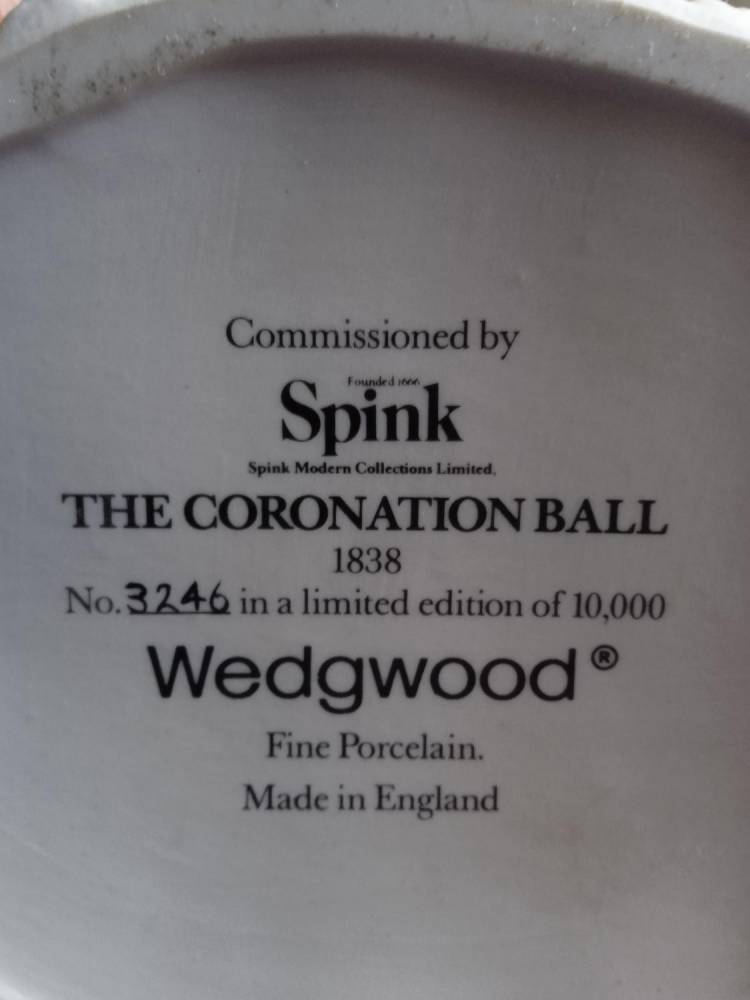 Commissioned by
Founded 1666
Spink
Spink Modern Collections Limited.
THE CORONATION BALL
1838
No. 3246 in a limited edition of 10,000
Wedgwood®
Fine Porcelain.
Made in England